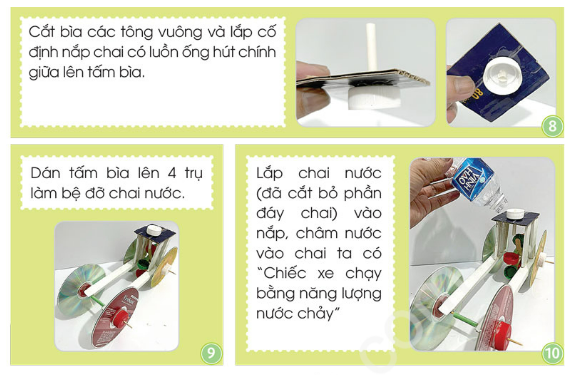 Cắt bìa các tông vuông và lắp cố
định nắp chai có luồn ống hút chính
giữa lên tấm bìa.
8
Dán tấm bìa lên 4 trụ
làm bệ đỡ chai nước.
9
Lắp chai nước
(đã cắt bỏ phần
đáy chai) vào
nắp, châm nước
vào chai ta có
“Chiếc xe chạy
bằng năng lượng
nước chảy”
VĨNH
HẢO
10